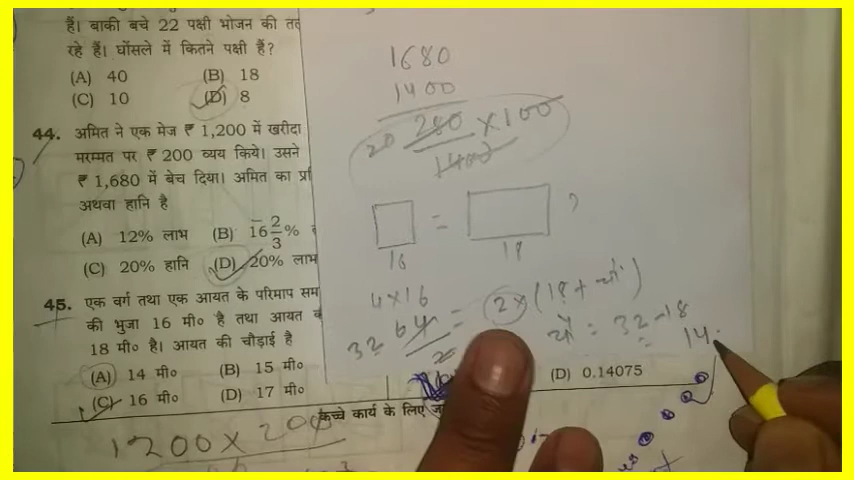 हैं। बाकी बचे 22 पक्षी भोजन की
रहे हैं। घोंसले में कितने पक्षी हैं?
(A) 40 (B) 18
(C) 10 (D) 8
44. अमित ने एक मेज ₹ 1,200 में खरीदा
मरम्मत पर ₹ 200 व्यय किये। उसने
₹ 1,680 में बेच दिया। अमित का
अथवा हानि है
(A) 12% लाभ (B) 16 2/3%
(C) 20% हानि (D) 20% लाभ
45. एक वर्ग तथा एक आयत के परिमाप
की भुजा 16 मी० है तथा आयत
18 मी० है। आयत की चौड़ाई है
(A) 14 मी० (B) 15 मी०
(C) 16 मी० (D) 17 मी०
(D) 0.14075
कच्चे कार्य के लिए
1200 X 200
1680
1400
20 280 X 100
1400
= ?
16 18
4 X 16
32 64 = 2 X (18 + चौ)
चौ = 32 - 18
14